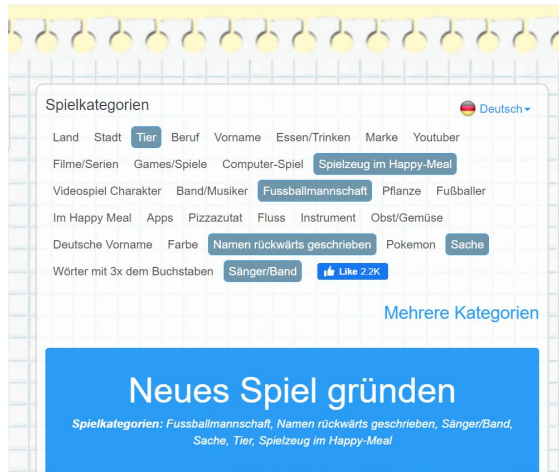 Spielkategorien
Deutsch
Land Stadt Tier Beruf Vorname Essen/Trinken Marke Youtuber
Filme/Serien Games/Spiele Computer-Spiel Spielzeug im Happy-Meal
Videospiel Charakter Band/Musiker Fussballmannschaft Pflanze Fußballer
Im Happy Meal Apps Pizzazutat Fluss Instrument Obst/Gemüse
Deutsche Vorname Farbe Namen rückwärts geschrieben Pokemon Sache
Wörter mit 3x dem Buchstaben Sänger/Band Like 2.2K
Mehrere Kategorien
Neues Spiel gründen
Spielkategorien: Fussballmannschaft, Namen rückwärts geschrieben, Sänger/Band,
Sache, Tier, Spielzeug im Happy-Meal